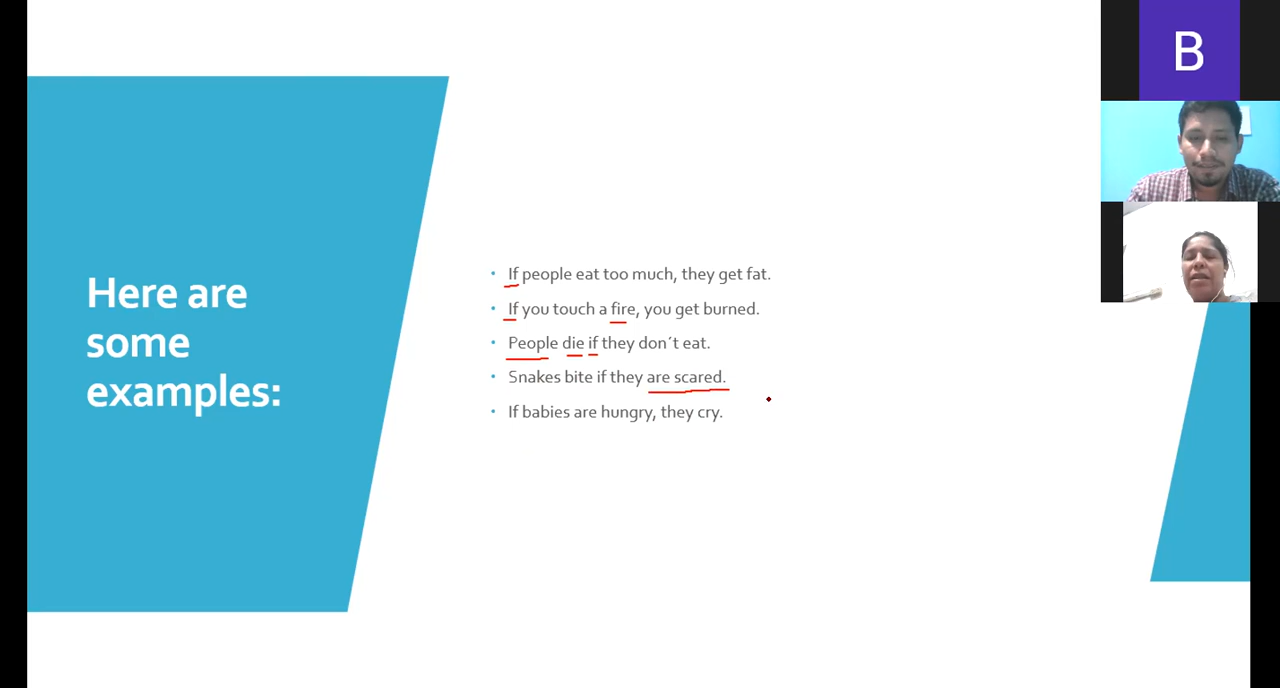 Here are
some
examples:
• If people eat too much, they get fat.
• If you touch a fire, you get burned.
• People die if they don´t eat.
• Snakes bite if they are scared.
• If babies are hungry, they cry.
B